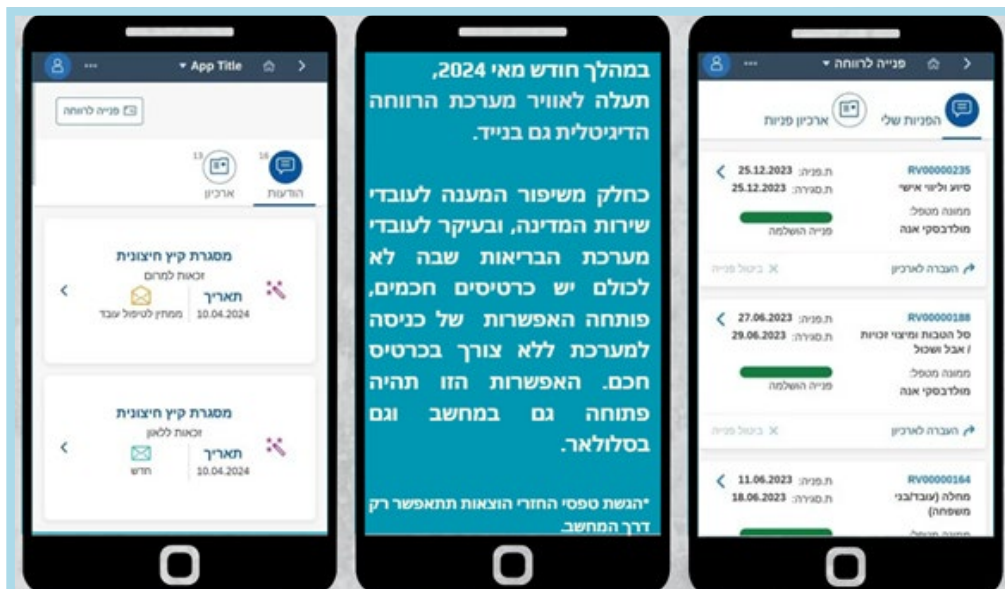 פנייה לרווחה
הפניות שלי
ארכיון פניות
RV00000235
סיוע וליווי אישי
ממונה מטפל:
מולדבסקי אנה
ת.פניה: 25.12.2023
ת.סגירה: 25.12.2023
פנייה הושלמה
העברה לארכיון
ביטול פנייה
RV00000188
סל הטבות ומיצוי זכויות
/ אבל ושכול
ממונה מטפל:
מולדבסקי אנה
ת.פניה: 27.06.2023
ת.סגירה: 29.06.2023
פנייה הושלמה
העברה לארכיון
ביטול פנייה
RV00000164
מחלה (עובד/בני
משפחה)
ממונה מטפל:
ת.פניה: 11.06.2023
ת.סגירה: 18.06.2023
במהלך חודש מאי 2024,
תעלה לאוויר מערכת הרווחה
הדיגיטלית גם בנייד.
כחלק משיפור המענה לעובדי
שירות המדינה, ובעיקר לעובדי
מערכת הבריאות שבה לא
לכולם יש כרטיסים חכמים,
פותחה האפשרות של כניסה
למערכת ללא צורך בכרטיס
חכם. האפשרות הזו תהיה
פתוחה גם במחשב וגם
בסלולאר.
*הגשת טפסי החזרי הוצאות תתאפשר רק
דרך המחשב.
App Title
פנייה לרווחה
16
הודעות
13
ארכיון
מסגרת קיץ חיצונית
זכאות למרום
תאריך
10.04.2024
ממתין לטיפול עובד
מסגרת קיץ חיצונית
זכאות ללאון
תאריך
10.04.2024
חדש